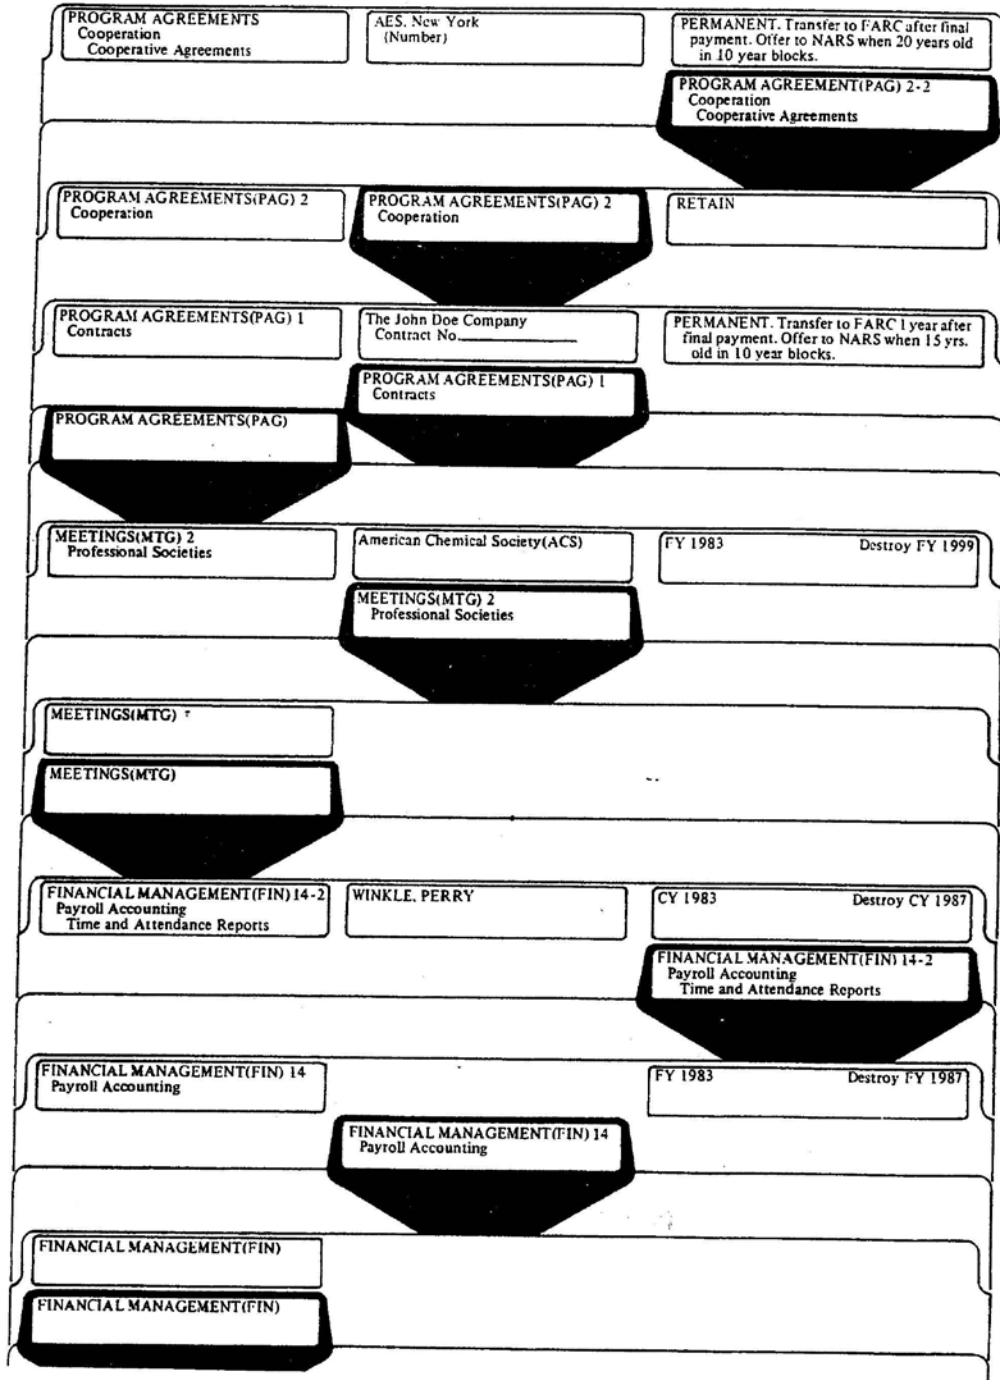 PROGRAM AGREEMENTS
Cooperation
Cooperative Agreements
AES, New York
(Number)
PERMANENT. Transfer to FARC after final
payment. Offer to NARS when 20 years old
in 10 year blocks.
PROGRAM AGREEMENT(PAG) 2-2
Cooperation
Cooperative Agreements
PROGRAM AGREEMENTS(PAG) 2
Cooperation
PROGRAM AGREEMENTS(PAG) 2
Cooperation
RETAIN
PROGRAM AGREEMENTS(PAG) 1
Contracts
The John Doe Company
Contract No.
PERMANENT. Transfer to FARC 1 year after
final payment. Offer to NARS when 15 yrs.
old in 10 year blocks.
PROGRAM AGREEMENTS(PAG) 1
Contracts
PROGRAM AGREEMENTS(PAG)
MEETINGS(MTG) 2
Professional Societies
American Chemical Society(ACS)
FY 1983 Destroy FY 1999
MEETINGS(MTG) 2
Professional Societies
MEETINGS(MTG)
MEETINGS(MTG)
FINANCIAL MANAGEMENT(FIN) 14-2
Payroll Accounting
Time and Attendance Reports
WINKLE, PERRY
CY 1983 Destroy CY 1987
FINANCIAL MANAGEMENT(FIN) 14-2
Payroll Accounting
Time and Attendance Reports
FINANCIAL MANAGEMENT(FIN) 14
Payroll Accounting
FY 1983 Destroy FY 1987
FINANCIAL MANAGEMENT(FIN) 14
Payroll Accounting
FINANCIAL MANAGEMENT(FIN)
FINANCIAL MANAGEMENT(FIN)